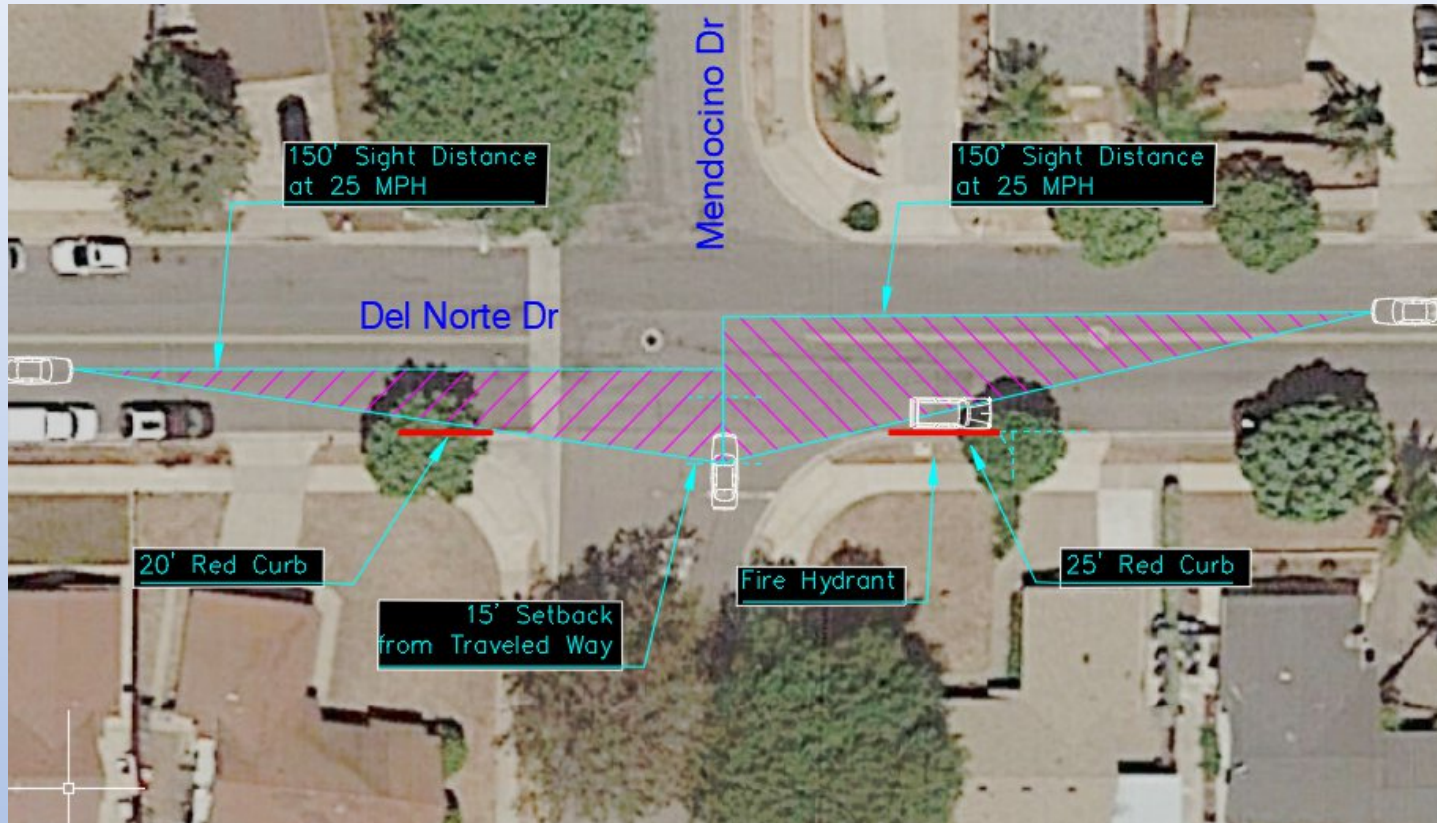 Mendocino Dr
150' Sight Distance
at 25 MPH
150' Sight Distance
at 25 MPH
Del Norte Dr
20' Red Curb
15' Setback
from Traveled Way
Fire Hydrant
25' Red Curb